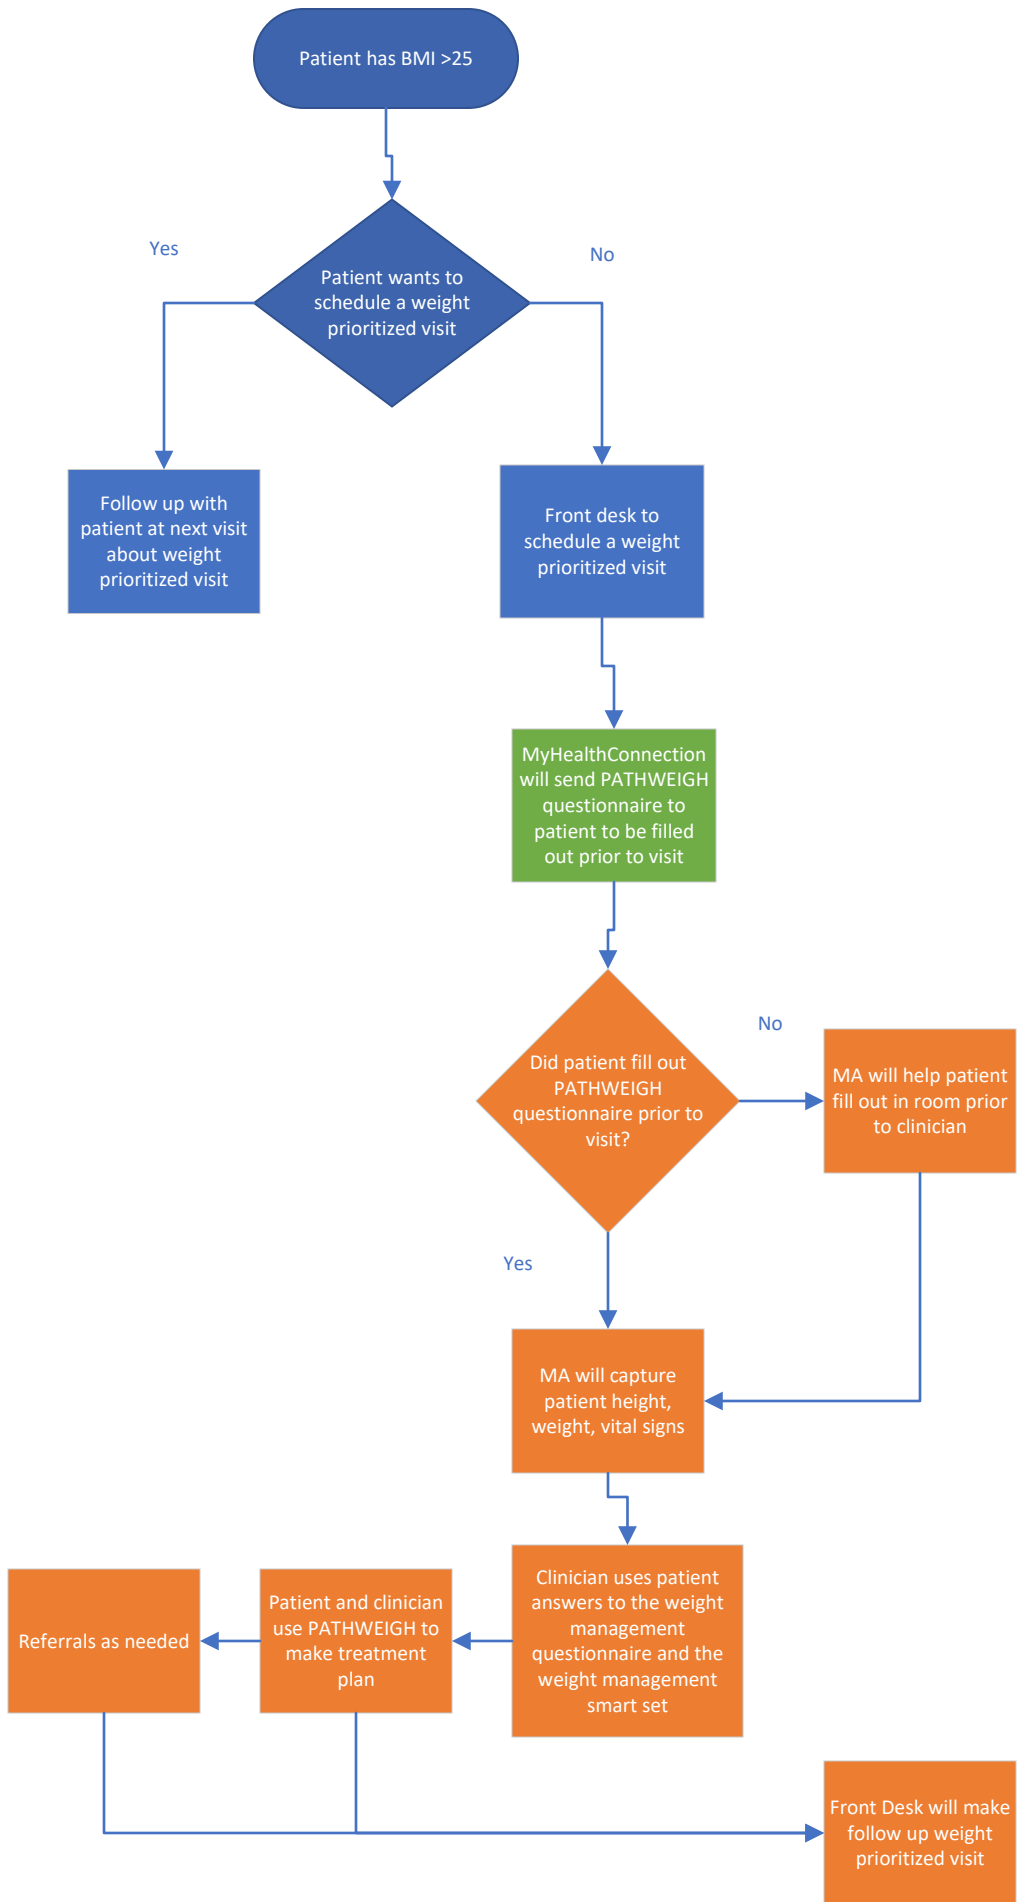 Patient has BMI >25
Yes
No
Patient wants to
schedule a weight
prioritized visit
Follow up with
patient at next visit
about weight
prioritized visit
Front desk to
schedule a weight
prioritized visit
MyHealthConnection
will send PATHWEIGH
questionnaire to
patient to be filled
out prior to visit
No
Did patient fill out
PATHWEIGH
questionnaire prior to
visit?
MA will help patient
fill out in room prior
to clinician
Yes
MA will capture
patient height,
weight, vital signs
Clinician uses patient
answers to the weight
management
questionnaire and the
weight management
smart set
Patient and clinician
use PATHWEIGH to
make treatment
plan
Referrals as needed
Front Desk will make
follow up weight
prioritized visit